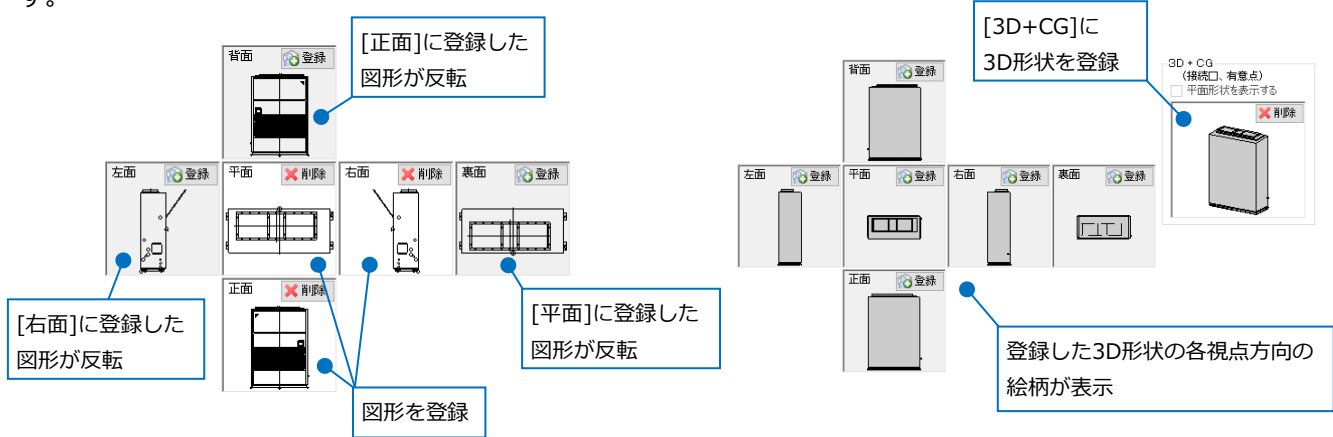 す。
[正面]に登録した
図形が反転
背面 登録
左面 登録
平面 削除
右面 削除
裏面 登録
正面 削除
[右面]に登録した
図形が反転
[平面]に登録した
図形が反転
図形を登録
[3D+CG]に
3D形状を登録
3D + CG
(接続口、有意点)
平面形状を表示する
削除
背面 登録
左面 登録
平面 登録
右面 登録
裏面 登録
正面 登録
登録した3D形状の各視点方向の
絵柄が表示